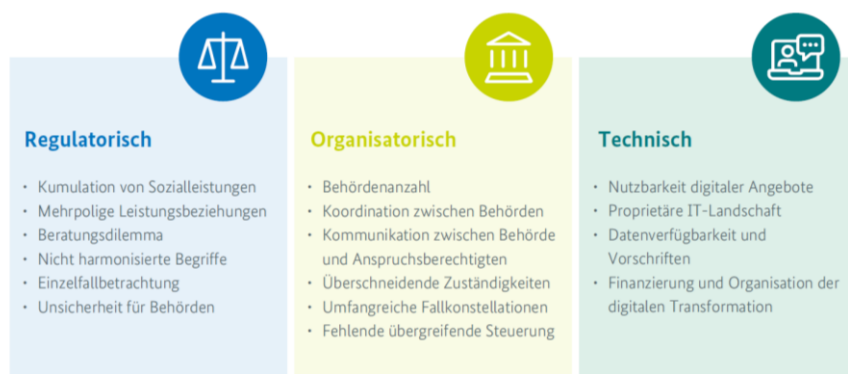 Regulatorisch
• Kumulation von Sozialleistungen
• Mehrpolige Leistungsbeziehungen
• Beratungsdilemma
• Nicht harmonisierte Begriffe
• Einzelfallbetrachtung
• Unsicherheit für Behörden
Organisatorisch
• Behördenanzahl
• Koordination zwischen Behörden
• Kommunikation zwischen Behörde
und Anspruchsberechtigten
• Überschneidende Zuständigkeiten
• Umfangreiche Fallkonstellationen
• Fehlende übergreifende Steuerung
Technisch
• Nutzbarkeit digitaler Angebote
• Proprietäre IT-Landschaft
• Datenverfügbarkeit und
Vorschriften
• Finanzierung und Organisation der
digitalen Transformation